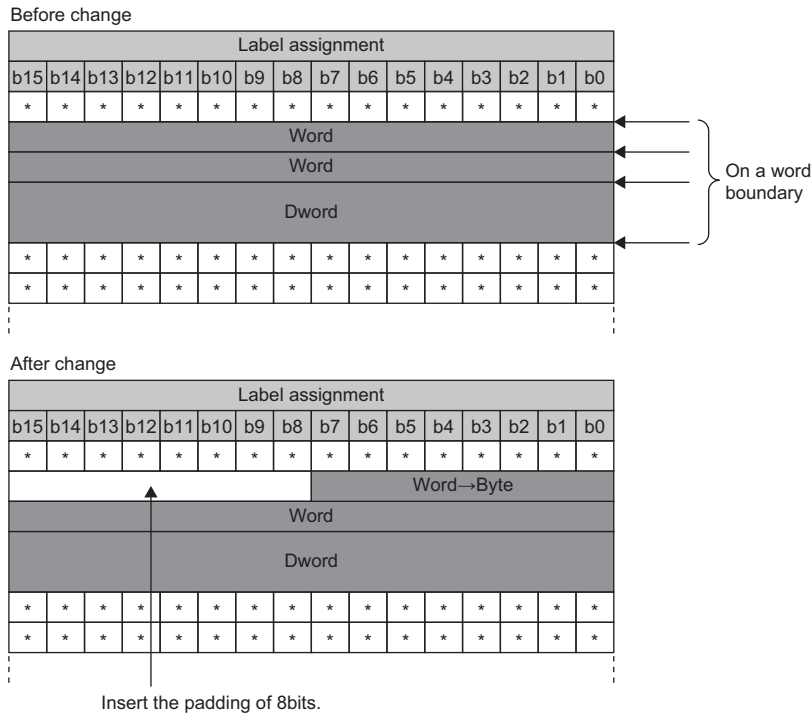 Before change
Label assignment
b15 b14 b13 b12 b11 b10 b9 b8 b7 b6 b5 b4 b3 b2 b1 b0
* * * * * * * * * * * * * * * *
Word
Word
Dword
On a word
boundary
* * * * * * * * * * * * * * * *
* * * * * * * * * * * * * * * *
After change
Label assignment
b15 b14 b13 b12 b11 b10 b9 b8 b7 b6 b5 b4 b3 b2 b1 b0
* * * * * * * * * * * * * * * *
Word→Byte
Word
Dword
* * * * * * * * * * * * * * * *
* * * * * * * * * * * * * * * *
Insert the padding of 8bits.